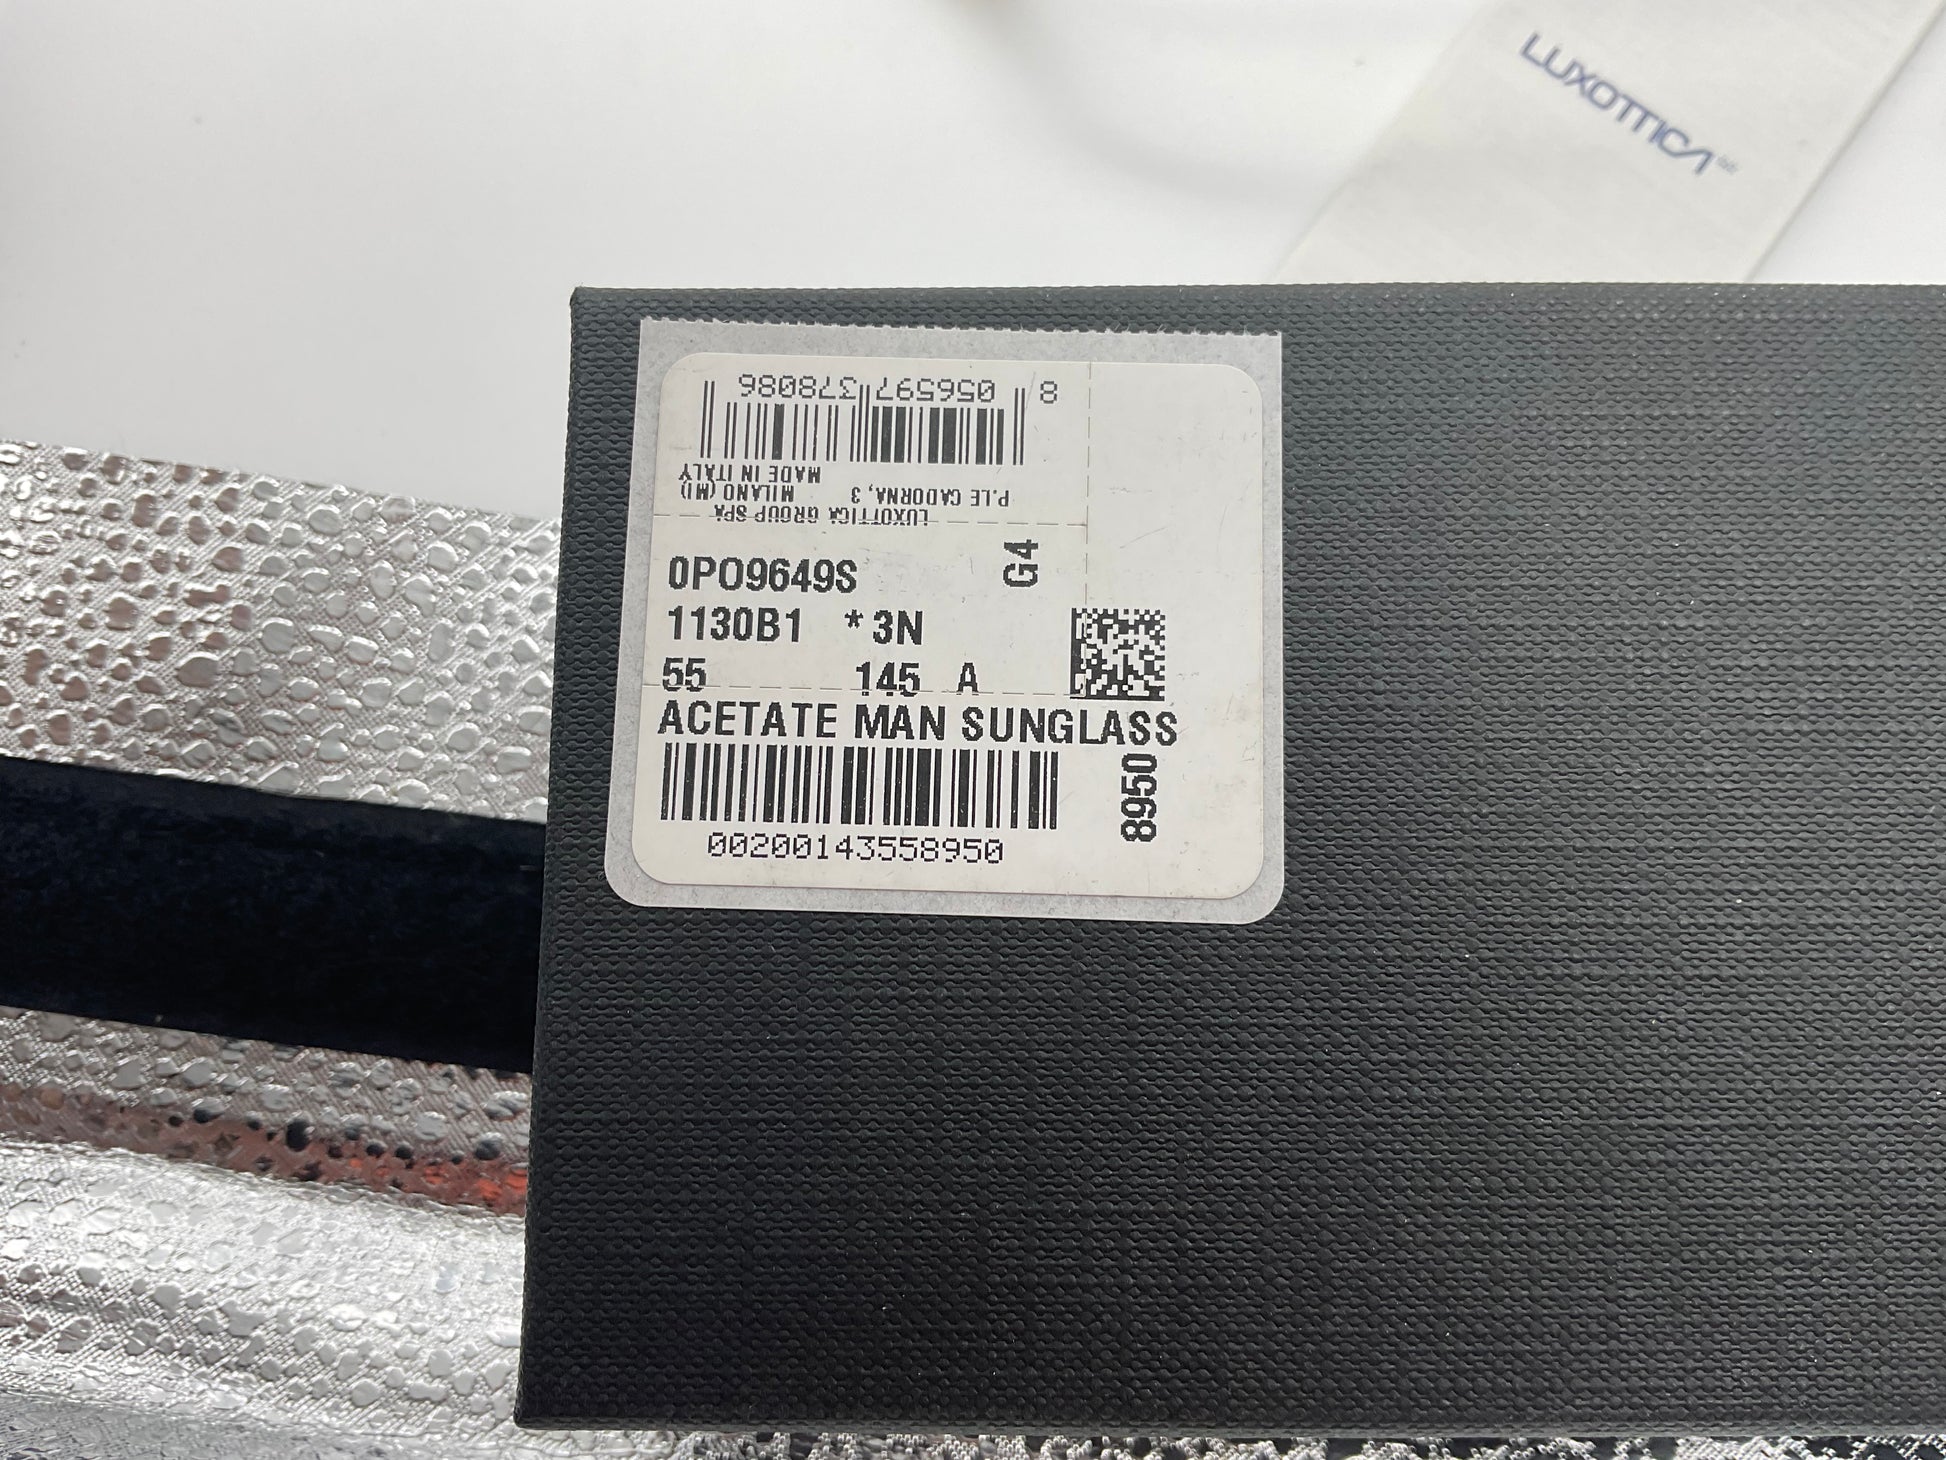 LUXOTTICA
8 056597 378086
LUXOTTICA GROUP SPA
P.LE CADORNA, 3 MILANO (MI)
MADE IN ITALY
0PO9649S
G4
1130B1 *3N
55 145 A
ACETATE MAN SUNGLASS
8950
00200143558950